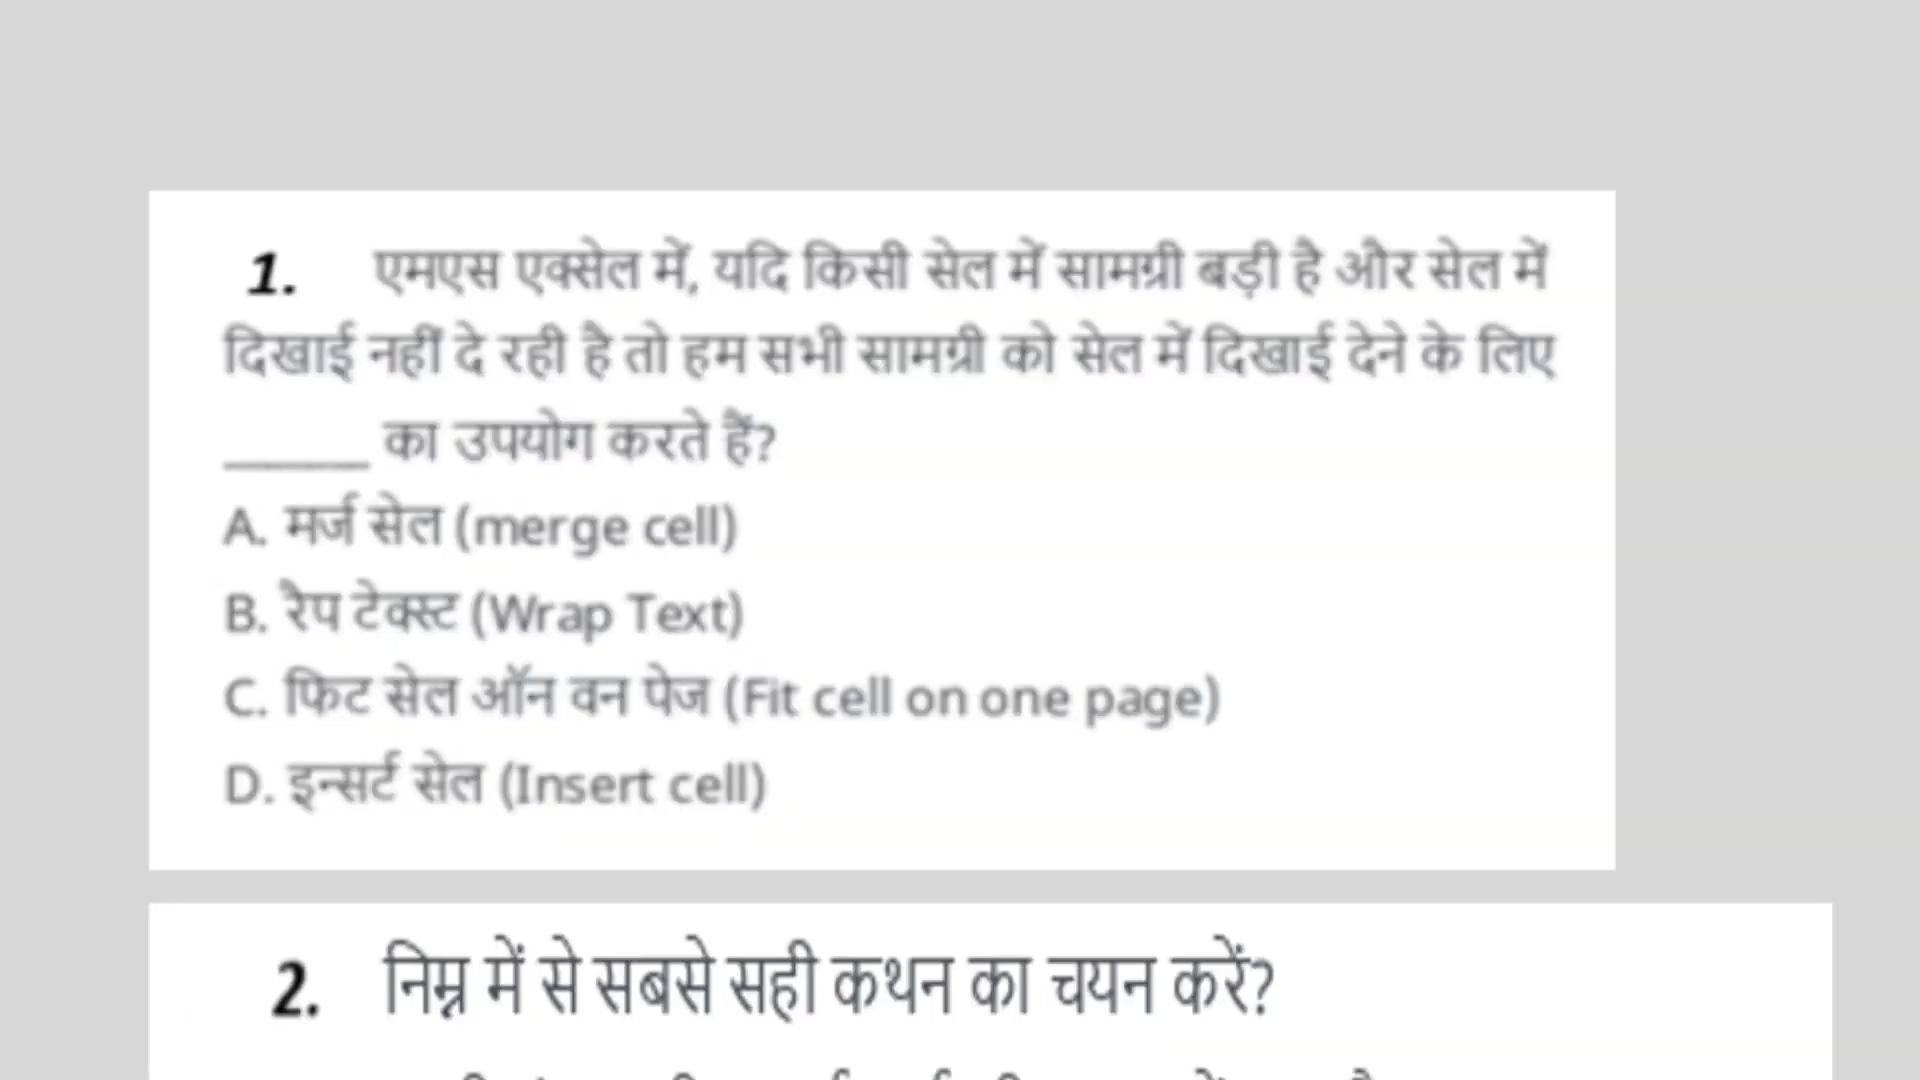 1. एमएस एक्सेल में, यदि किसी सेल में सामग्री बड़ी है और सेल में
दिखाई नहीं दे रही है तो हम सभी सामग्री को सेल में दिखाई देने के लिए
______ का उपयोग करते हैं?
A. मर्ज सेल (merge cell)
B. रैप टेक्स्ट (Wrap Text)
C. फिट सेल ऑन वन पेज (Fit cell on one page)
D. इन्सर्ट सेल (Insert cell)
2. निम्न में से सबसे सही कथन का चयन करें?